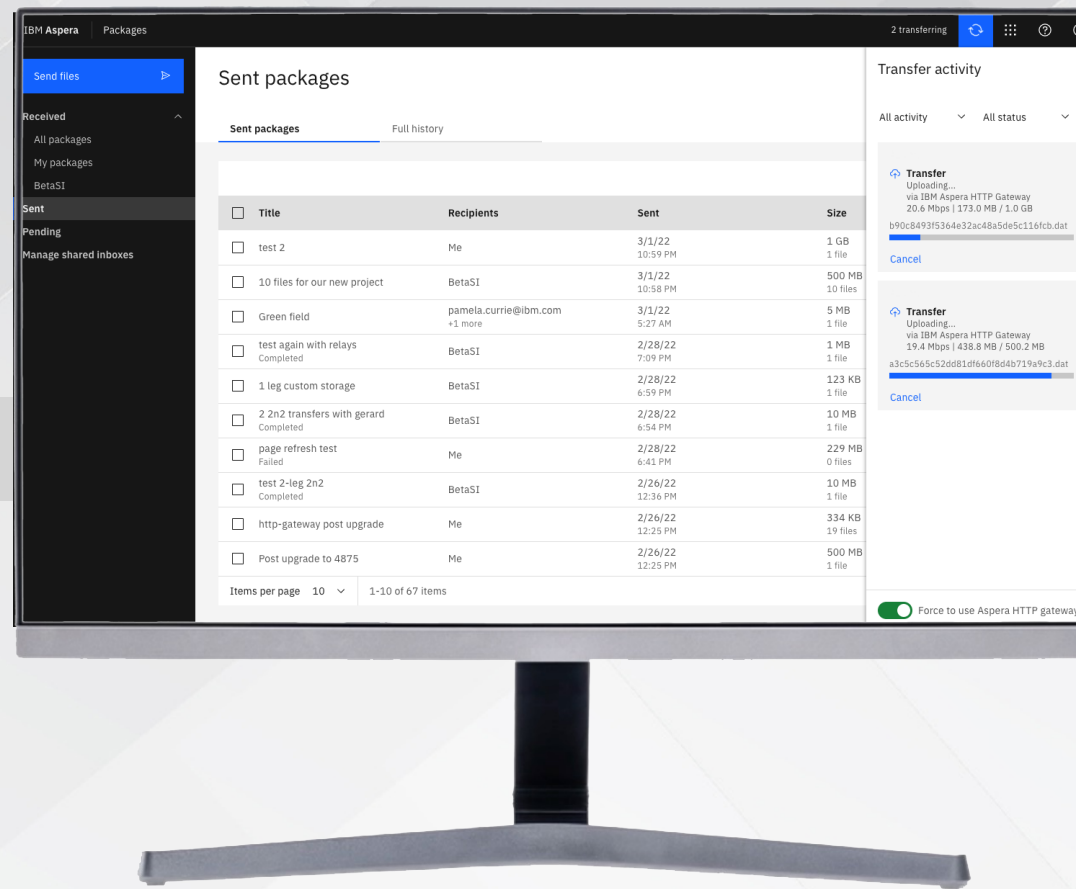 IBM Aspera Packages 2 transferring
Send files
Received
All packages
My packages
BetaSI
Sent
Pending
Manage shared inboxes
Sent packages
Sent packages Full history
Title Recipients Sent Size
test 2 Me 3/1/22 1 GB
10:59 PM 1 file
10 files for our new project BetaSI 3/1/22 500 MB
10:58 PM 10 files
Green field pamela.currie@ibm.com 3/1/22 5 MB
+1 more 5:27 AM 1 file
test again with relays BetaSI 2/28/22 1 MB
Completed 7:09 PM 1 file
1 leg custom storage BetaSI 2/28/22 123 KB
6:59 PM 1 file
2 2n2 transfers with gerard BetaSI 2/28/22 10 MB
Completed 6:54 PM 1 file
page refresh test Me 2/28/22 229 MB
Failed 6:41 PM 0 files
test 2-leg 2n2 BetaSI 2/26/22 10 MB
Completed 12:36 PM 1 file
http-gateway post upgrade Me 2/26/22 334 KB
12:25 PM 19 files
Post upgrade to 4875 Me 2/26/22 500 MB
12:25 PM 1 file
Items per page 10 1-10 of 67 items
Transfer activity
All activity All status
Transfer
Uploading...
via IBM Aspera HTTP Gateway
20.6 Mbps | 173.0 MB / 1.0 GB
b90c8493f5364e32ac48a5de5c116fcb.dat
Cancel
Transfer
Uploading...
via IBM Aspera HTTP Gateway
19.4 Mbps | 438.8 MB / 500.2 MB
a3c5c565c52dd81df660f8d4b719a9c3.dat
Cancel
Force to use Aspera HTTP gateway